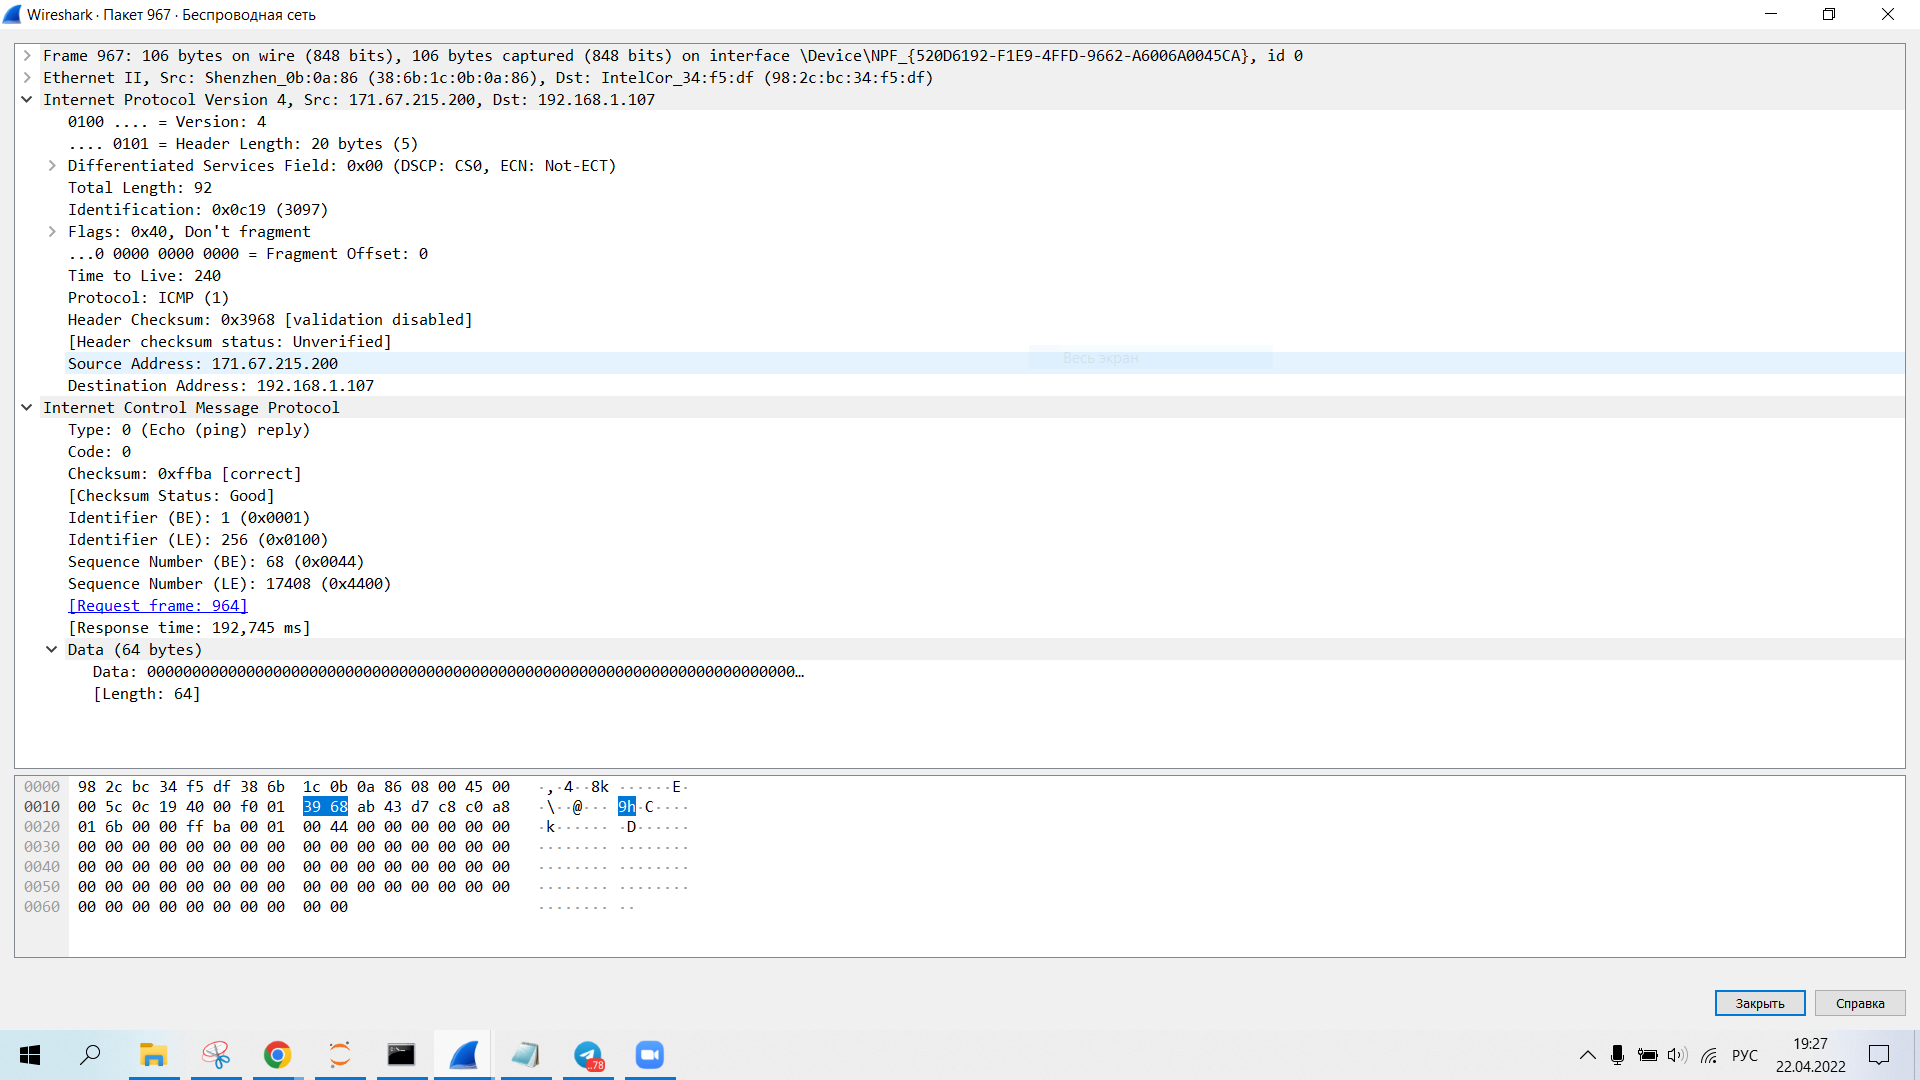 Wireshark · Пакет 967 · Беспроводная сеть
Frame 967: 106 bytes on wire (848 bits), 106 bytes captured (848 bits) on interface \Device\NPF_{520D6192-F1E9-4FFD-9662-A6006A0045CA}, id 0
Ethernet II, Src: Shenzhen_0b:0a:86 (38:6b:1c:0b:0a:86), Dst: IntelCor_34:f5:df (98:2c:bc:34:f5:df)
Internet Protocol Version 4, Src: 171.67.215.200, Dst: 192.168.1.107
0100 .... = Version: 4
.... 0101 = Header Length: 20 bytes (5)
Differentiated Services Field: 0x00 (DSCP: CS0, ECN: Not-ECT)
Total Length: 92
Identification: 0x0c19 (3097)
Flags: 0x40, Don't fragment
...0 0000 0000 0000 = Fragment Offset: 0
Time to Live: 240
Protocol: ICMP (1)
Header Checksum: 0x3968 [validation disabled]
[Header checksum status: Unverified]
Весь экран
Source Address: 171.67.215.200
Destination Address: 192.168.1.107
Internet Control Message Protocol
Type: 0 (Echo (ping) reply)
Code: 0
Checksum: 0xffba [correct]
[Checksum Status: Good]
Identifier (BE): 1 (0x0001)
Identifier (LE): 256 (0x0100)
Sequence Number (BE): 68 (0x0044)
Sequence Number (LE): 17408 (0x4400)
[Request frame: 964]
[Response time: 192,745 ms]
Data (64 bytes)
Data: 000000000000000000000000000000000000000000000000000000000000000000000000…
[Length: 64]
0000 98 2c bc 34 f5 df 38 6b 1c 0b 0a 86 08 00 45 00 ·,·4··8k ······E·
0010 00 5c 0c 19 40 00 f0 01 39 68 ab 43 d7 c8 c0 a8 ·\··@··· 9h·C····
0020 01 6b 00 00 ff ba 00 01 00 44 00 00 00 00 00 00 ·k······ ·D······
0030 00 00 00 00 00 00 00 00 00 00 00 00 00 00 00 00 ········ ········
0040 00 00 00 00 00 00 00 00 00 00 00 00 00 00 00 00 ········ ········
0050 00 00 00 00 00 00 00 00 00 00 00 00 00 00 00 00 ········ ········
0060 00 00 00 00 00 00 00 00 00 00 ········ ··
Закрыть Справка
..78
РУС
19:27
22.04.2022